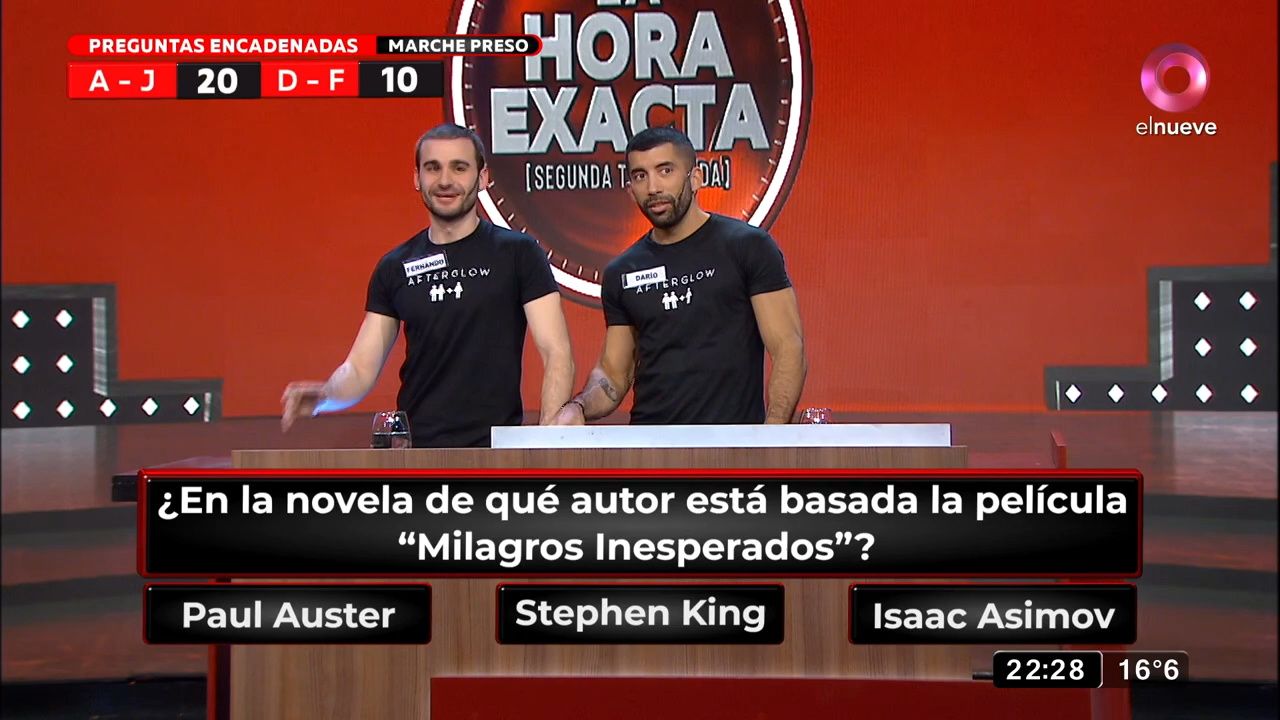 PREGUNTAS ENCADENADAS MARCHE PRESO
A - J 20 D - F 10
LA
HORA
EXACTA
[SEGUNDA T DA]
elnueve
FERNANDO
AFTERGLOW
DARÍO
AFTERGLOW
¿En la novela de qué autor está basada la película
“Milagros Inesperados”?
Paul Auster
Stephen King
Isaac Asimov
22:28 16°6